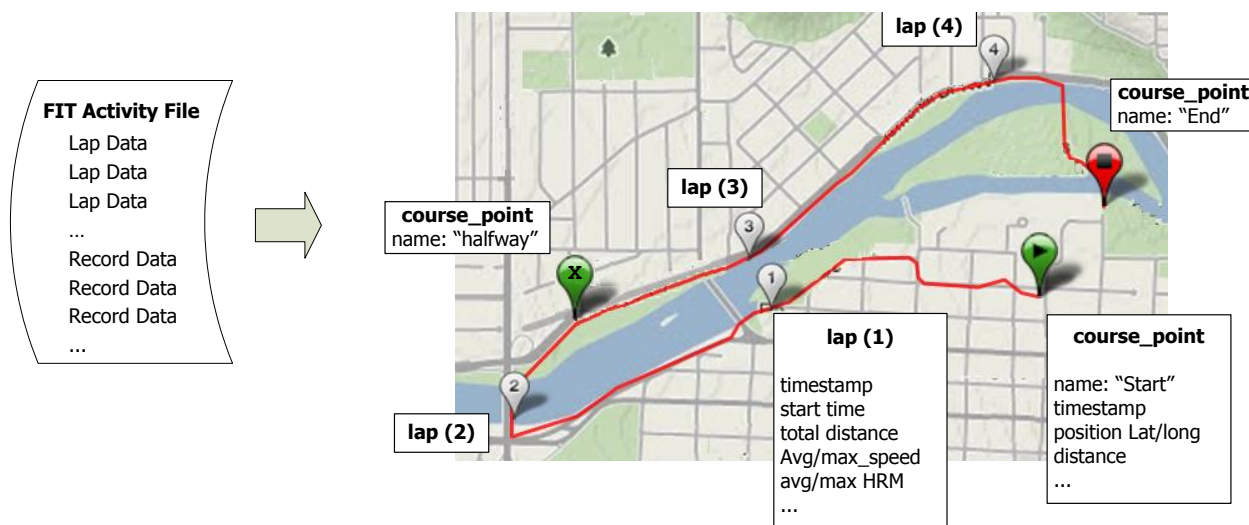 FIT Activity File
Lap Data
Lap Data
Lap Data
...
Record Data
Record Data
Record Data
...
lap (4)
4
course_point
name: “End”
lap (3)
3
course_point
name: “halfway”
X
1
2
lap (2)
lap (1)
timestamp
start time
total distance
Avg/max_speed
avg/max HRM
...
course_point
name: “Start”
timestamp
position Lat/long
distance
...